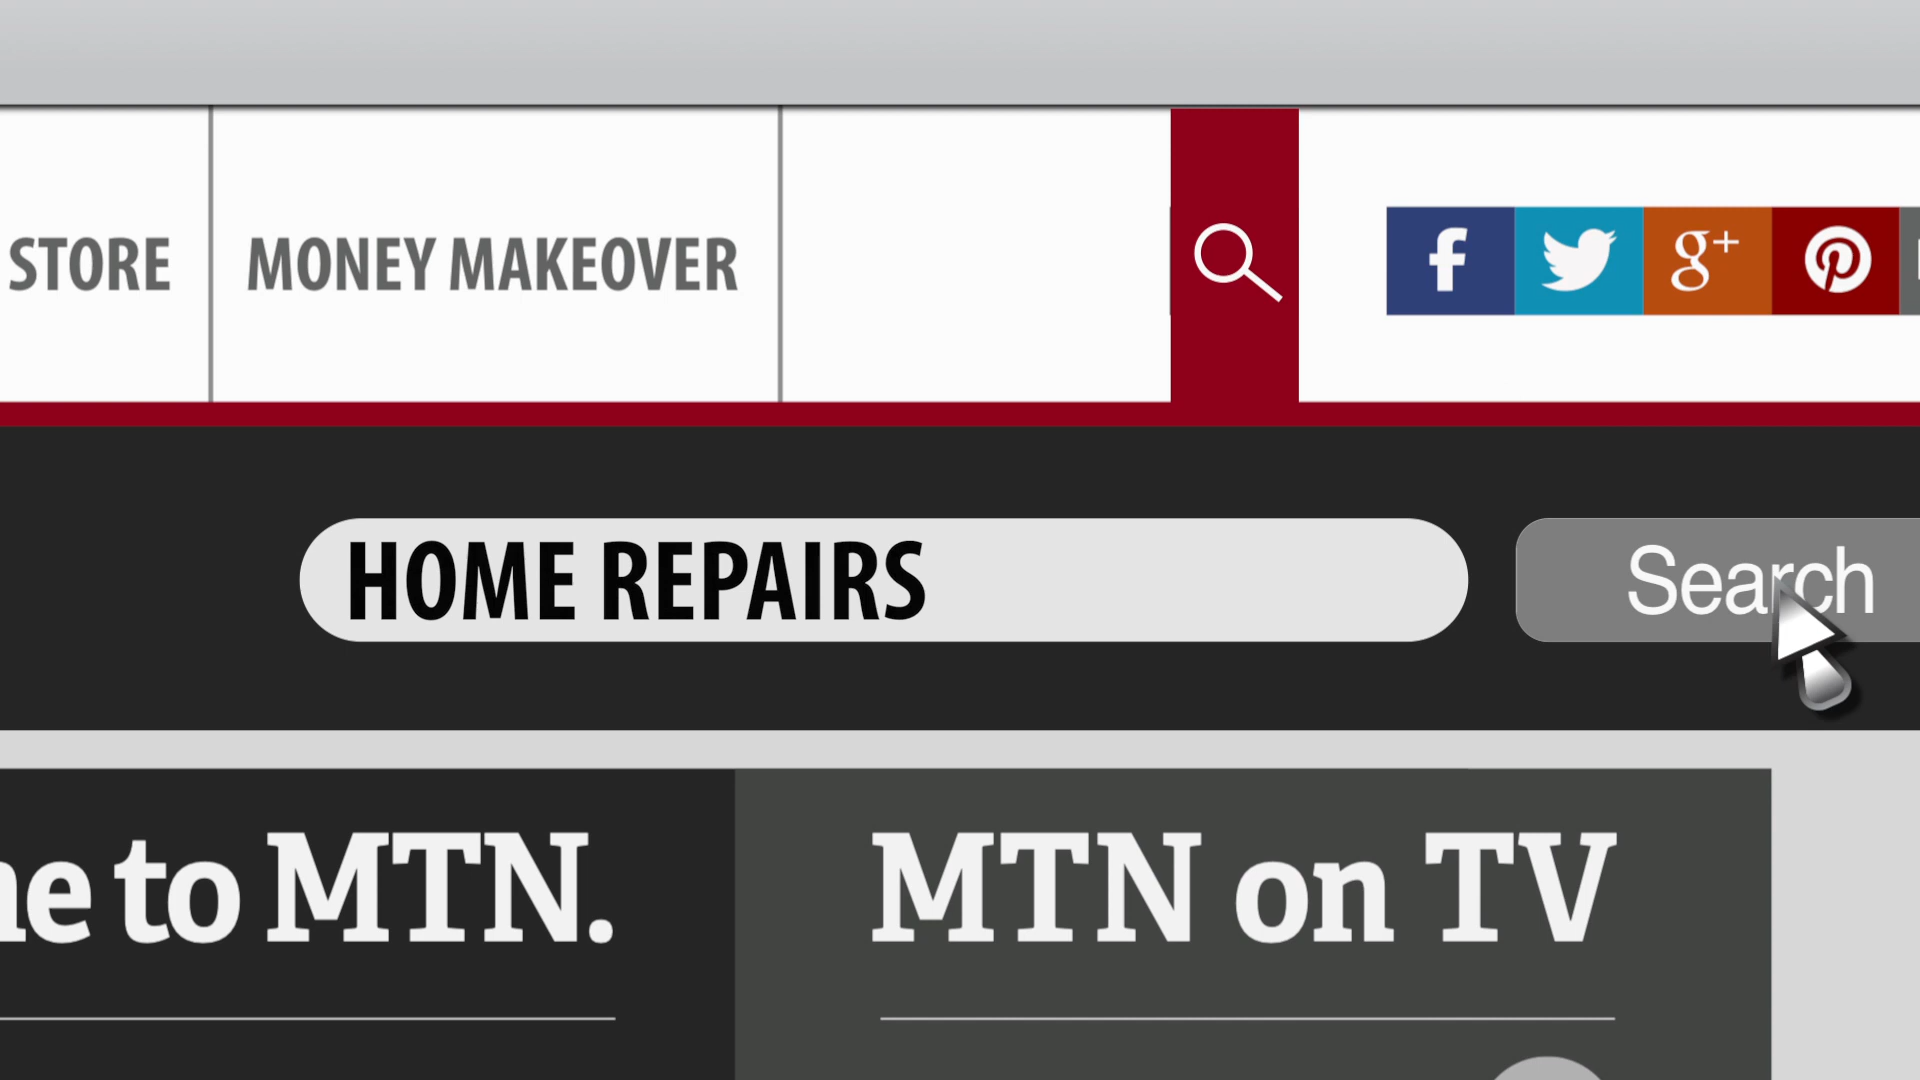 STORE
MONEY MAKEOVER
f
g+
HOME REPAIRS
Search
to MTN.
MTN on TV